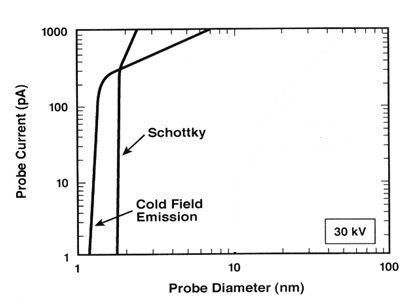 1000
100
10
1
Probe Current (pA)
Schottky
Cold Field
Emission
30 kV
1
10
100
Probe Diameter (nm)